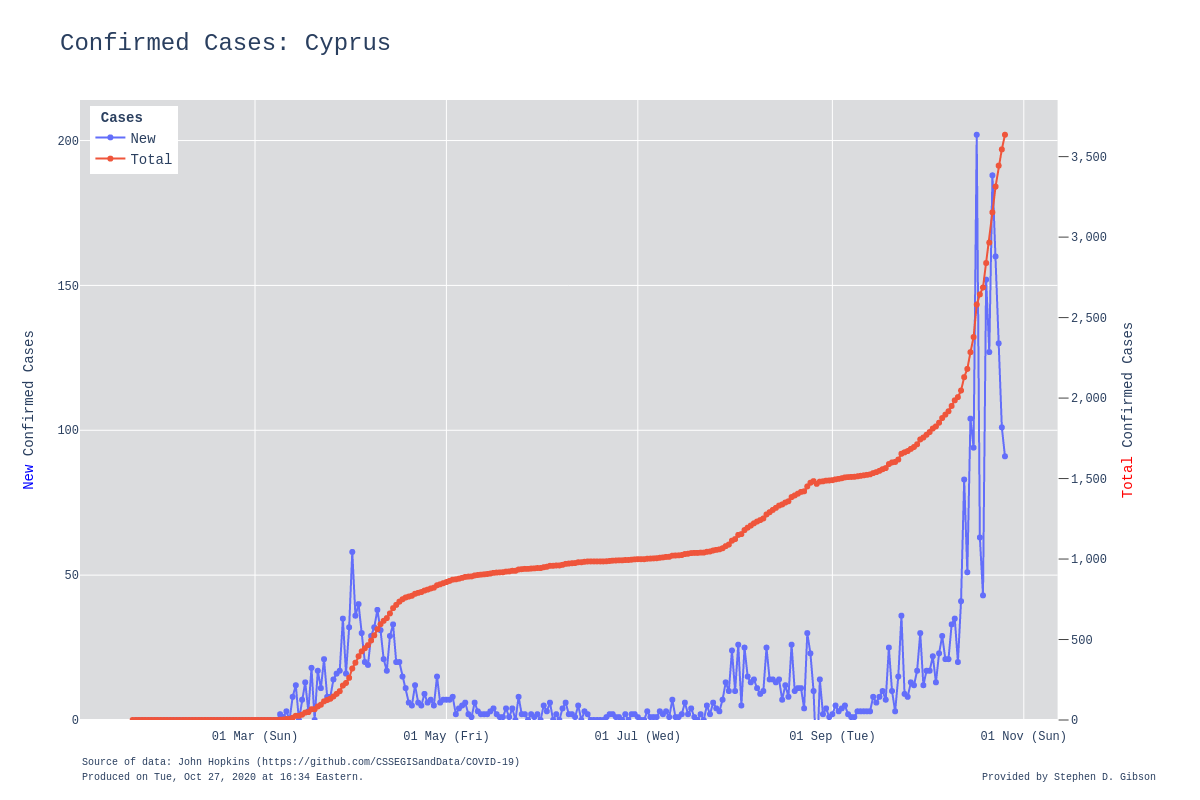 Confirmed Cases: Cyprus
Cases
New
Total
200
150
100
50
0
New Confirmed Cases
3,500
3,000
2,500
2,000
1,500
1,000
500
0
Total Confirmed Cases
01 Mar (Sun)
01 May (Fri)
01 Jul (Wed)
01 Sep (Tue)
01 Nov (Sun)
Source of data: John Hopkins (https://github.com/CSSEGISandData/COVID-19)
Produced on Tue, Oct 27, 2020 at 16:34 Eastern.
Provided by Stephen D. Gibson